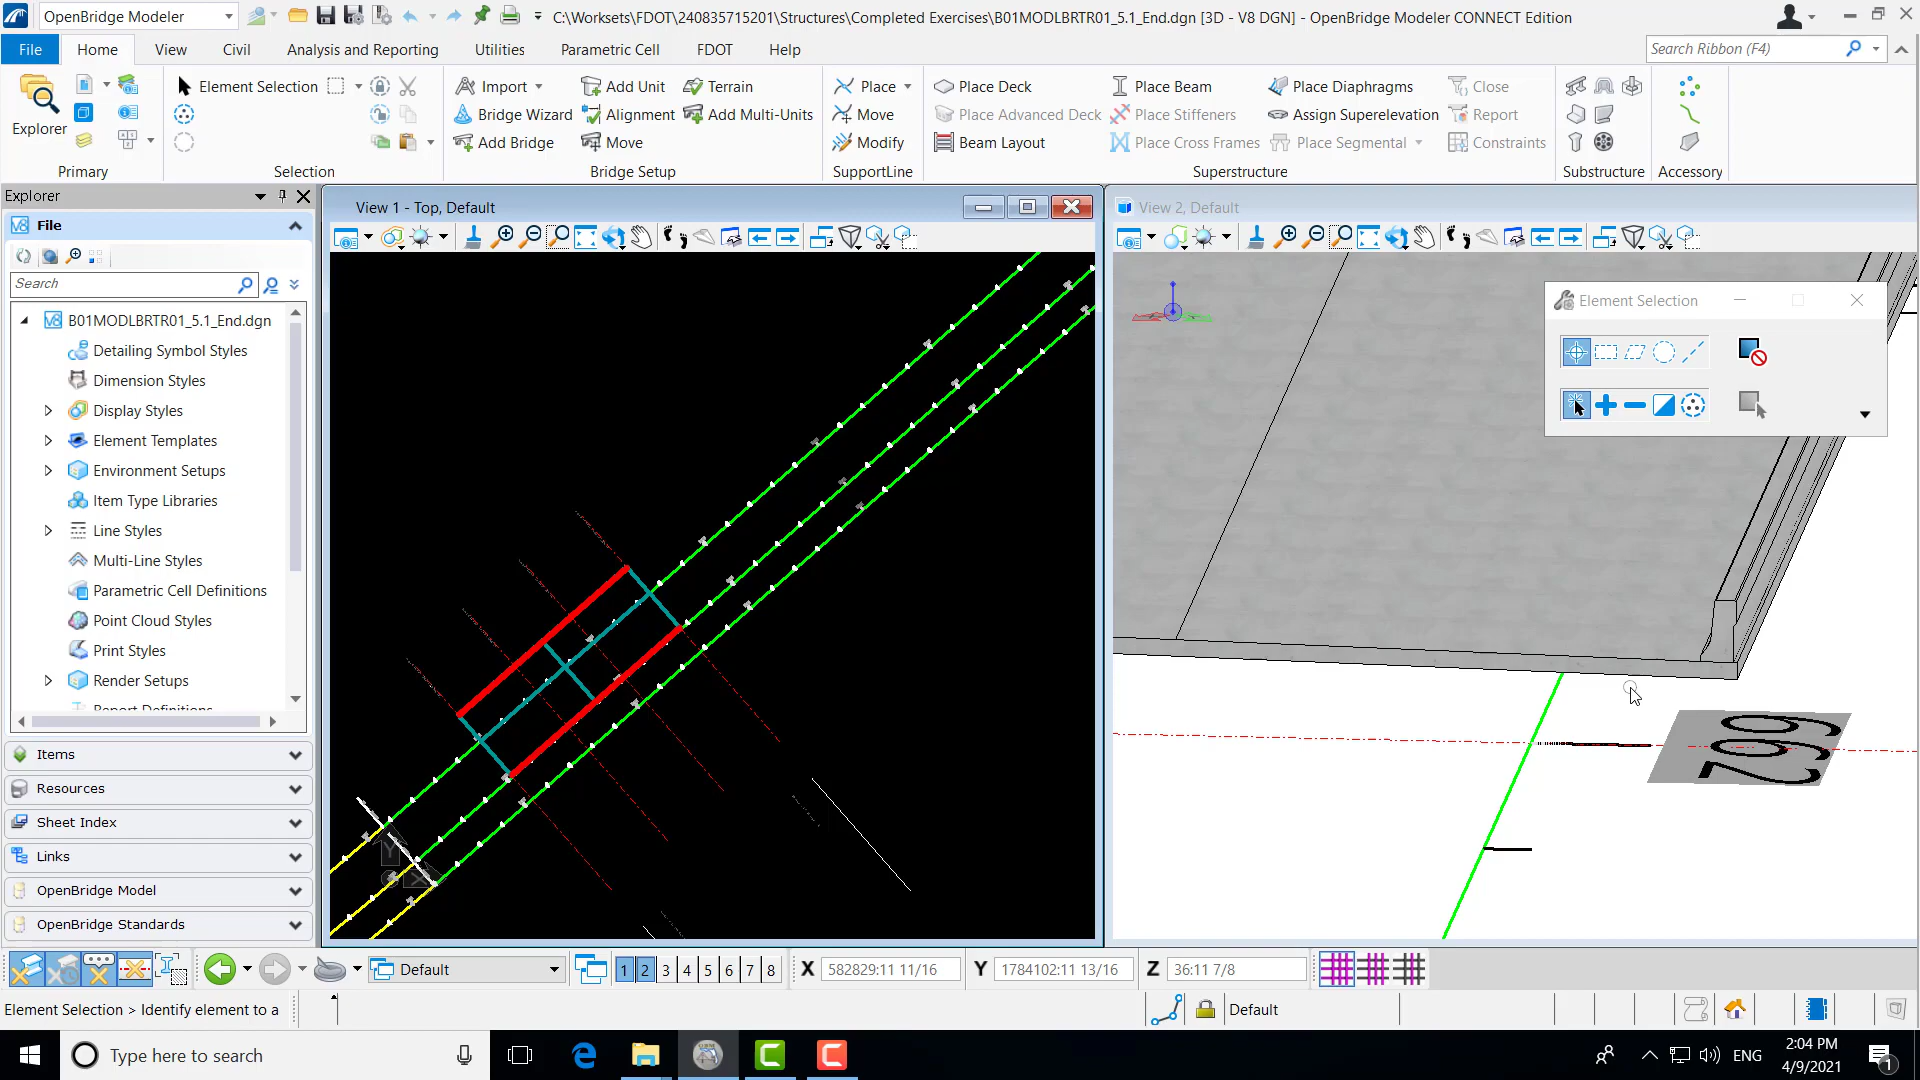 OpenBridge Modeler
C:\Worksets\FDOT\240835715201\Structures\Completed Exercises\B01MODLBRTR01_5.1_End.dgn [3D - V8 DGN] - OpenBridge Modeler CONNECT Edition
File Home View Civil Analysis and Reporting Utilities Parametric Cell FDOT Help
Search Ribbon (F4)
Element Selection
Import Add Unit Terrain
Place
Place Deck Place Beam Place Diaphragms Close
Bridge Wizard Alignment Add Multi-Units
Move
Place Advanced Deck Place Stiffeners Assign Superelevation Report
Explorer
Add Bridge Move
Modify
Beam Layout Place Cross Frames Place Segmental Constraints
Primary Selection Bridge Setup SupportLine Superstructure Substructure Accessory
Explorer
File
Search
B01MODLBRTR01_5.1_End.dgn
Detailing Symbol Styles
Dimension Styles
Display Styles
Element Templates
Environment Setups
Item Type Libraries
Line Styles
Multi-Line Styles
Parametric Cell Definitions
Point Cloud Styles
Print Styles
Render Setups
Report Definitions
Items
Resources
Sheet Index
Links
OpenBridge Model
OpenBridge Standards
View 1 - Top, Default
Y
X
View 2, Default
Element Selection
662
Default
1 2 3 4 5 6 7 8
X 582829:11 11/16 Y 1784102:11 13/16 Z 36:11 7/8
Element Selection > Identify element to a
Default
Type here to search
ENG
2:04 PM
4/9/2021
1